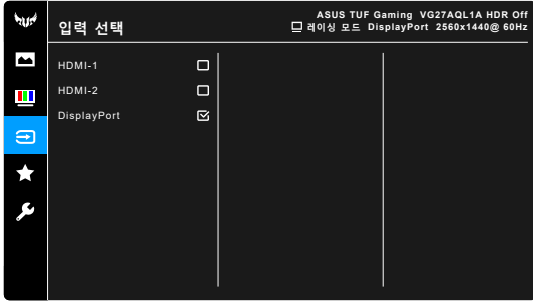 입력 선택
ASUS TUF Gaming VG27AQL1A HDR Off
레이싱 모드 DisplayPort 2560x1440@ 60Hz
HDMI-1
HDMI-2
DisplayPort